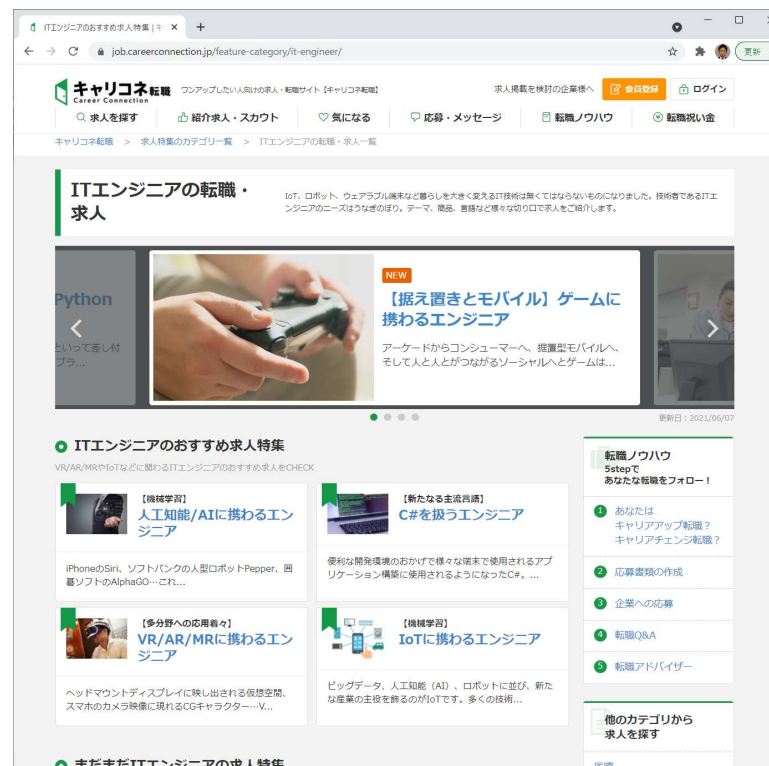 ITエンジニアのおすすめ求人特集 | キ
更新
job.careerconnection.jp/feature-category/it-engineer/
キャリコネ転職
Career Connection
ワンアップしたい人向けの求人・転職サイト【キャリコネ転職】
求人掲載を検討の企業様へ
会員登録
ログイン
求人を探す
紹介求人・スカウト
気になる
応募・メッセージ
転職ノウハウ
転職祝い金
キャリコネ転職 > 求人特集のカテゴリ一覧 > ITエンジニアの転職・求人一覧
ITエンジニアの転職・
求人
IoT、ロボット、ウェアラブル端末など暮らしを大きく変えるIT技術は無くてはならないものになりました。技術者であるITエ
ンジニアのニーズはうなぎのぼり。テーマ、商品、言語など様々な切り口で求人をご紹介します。
Python
といって差し付
プラ...
NEW
【据え置きとモバイル】ゲームに
携わるエンジニア
アーケードからコンシューマーへ、据置型モバイルへ、
そして人と人とがつながるソーシャルへとゲームは...
更新日:2021/06/07
ITエンジニアのおすすめ求人特集
VR/AR/MRやIoTなどに関わるITエンジニアのおすすめ求人をCHECK
【機械学習】
人工知能/AIに携わるエン
ジニア
iPhoneのSiri、ソフトバンクの人型ロボットPepper、囲
碁ソフトのAlphaGO…これ...
【新たなる主流言語】
C#を扱うエンジニア
便利な開発環境のおかげで様々な端末で使用されるアプ
リケーション構築に使用されるようになったC#。...
【多分野への応用着々】
VR/AR/MRに携わるエン
ジニア
ヘッドマウントディスプレイに映し出される仮想空間、
スマホのカメラ映像に現れるCGキャラクター…V...
【機械学習】
IoTに携わるエンジニア
ビッグデータ、人工知能(AI)、ロボットに並び、新た
な産業の主役を飾るのがIoTです。多くの技術...
まだまだITエンジニアの求人特集
転職ノウハウ
5stepで
あなたな転職をフォロー!
1 あなたは
キャリアアップ転職?
キャリアチェンジ転職?
2 応募書類の作成
3 企業への応募
4 転職Q&A
5 転職アドバイザー
他のカテゴリから
求人を探す
医療